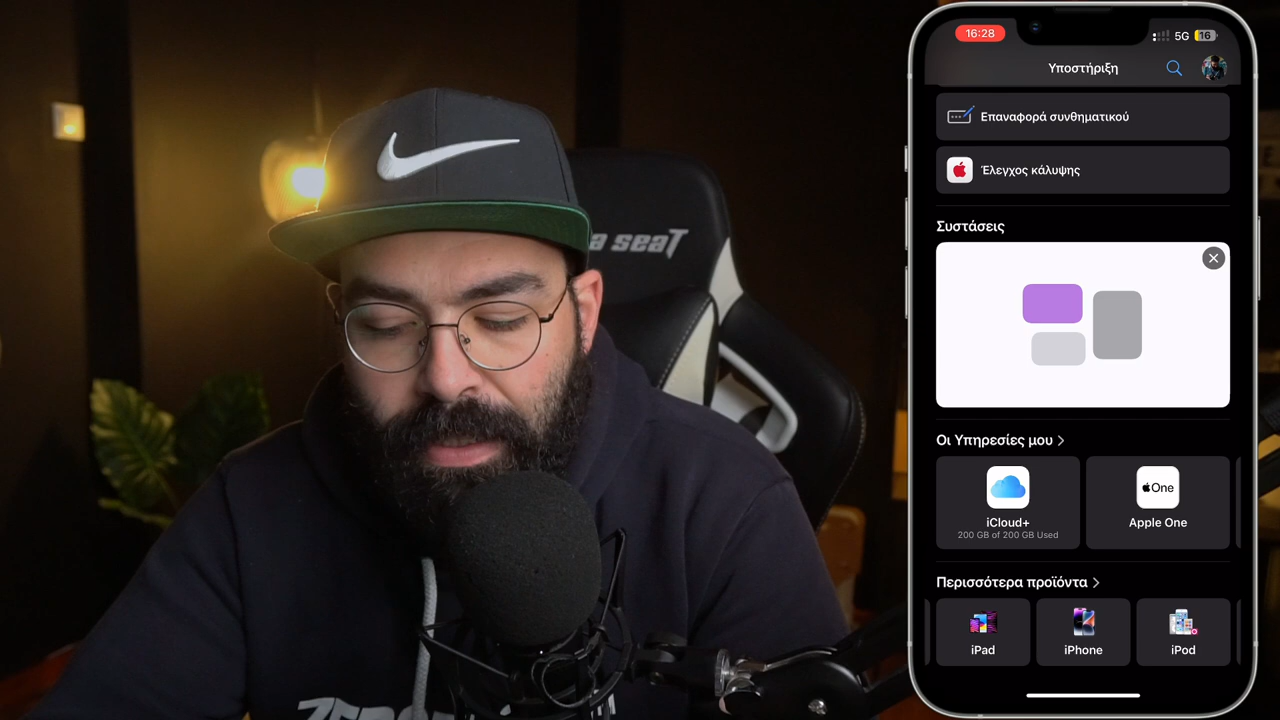 16:28
5G
16
Υποστήριξη
Επαναφορά συνθηματικού
Έλεγχος κάλυψης
Συστάσεις
Οι Υπηρεσίες μου
One
iCloud+
Apple One
200 GB of 200 GB Used
Περισσότερα προϊόντα
iPad
iPhone
iPod
a seaT